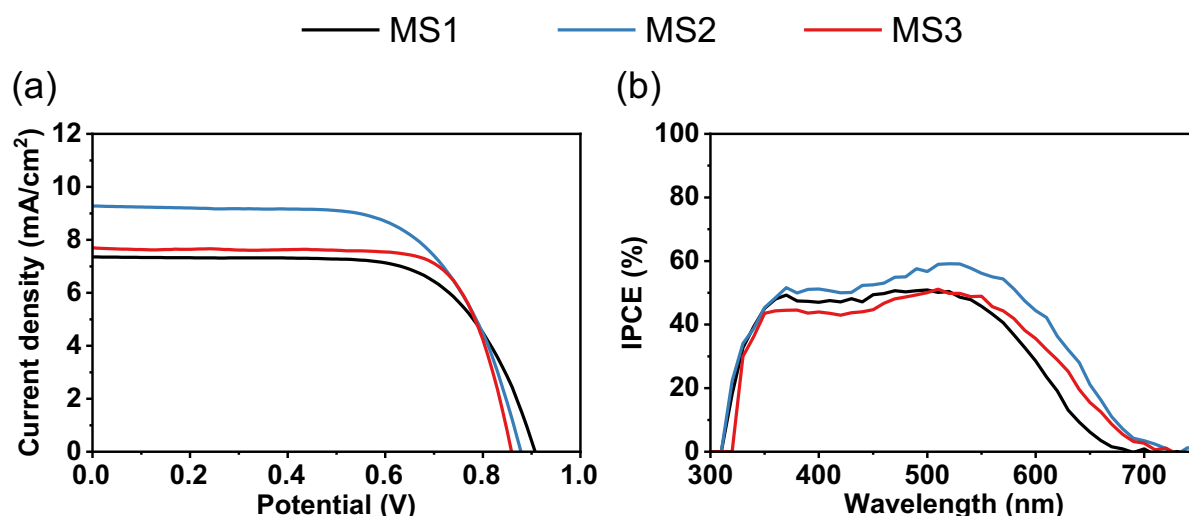 MS1 MS2 MS3
(a)
Current density (mA/cm²)
12
10
8
6
4
2
0
0.0 0.2 0.4 0.6 0.8 1.0
Potential (V)
(b)
IPCE (%)
100
80
60
40
20
0
300 400 500 600 700
Wavelength (nm)